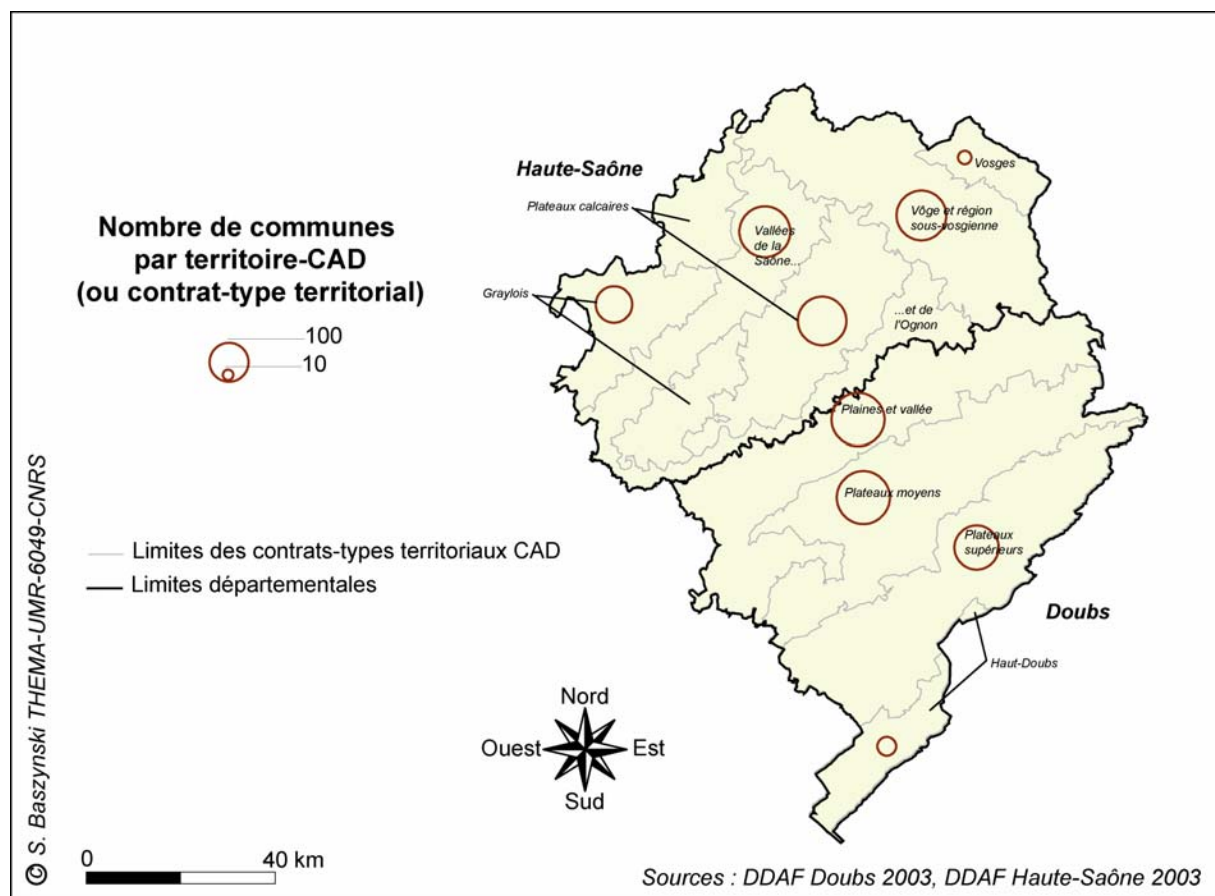 Haute-Saône
Plateaux calcaires
Graylois
Vosges
Vôge et région
sous-vosgienne
Vallées
de la
Saône...
...et de
l'Ognon
Plaines et vallée
Plateaux moyens
Plateaux
supérieurs
Doubs
Haut-Doubs
Nombre de communes
par territoire-CAD
(ou contrat-type territorial)
100
10
Limites des contrats-types territoriaux CAD
Limites départementales
Nord
Ouest
Est
Sud
0
40 km
© S. Baszynski THEMA-UMR-6049-CNRS
Sources : DDAF Doubs 2003, DDAF Haute-Saône 2003